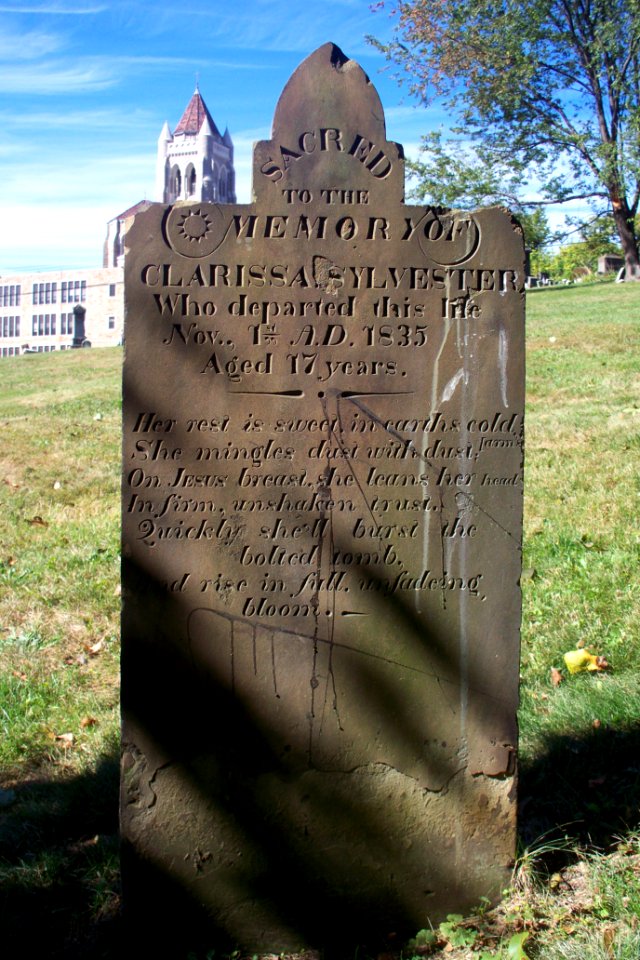 SACRED
TO THE
MEMORY OF
CLARISSA SYLVESTER,
Who departed this life
Nov., 1st A.D. 1835
Aged 17 years.
Her rest is sweet, in earths cold,
[arms
She mingles dust with dust;
On Jesus breast, she leans her head
In firm, unshaken trust,
Quickly she'll burst the
bolted tomb,
And rise in full, unfadeing,
bloom.